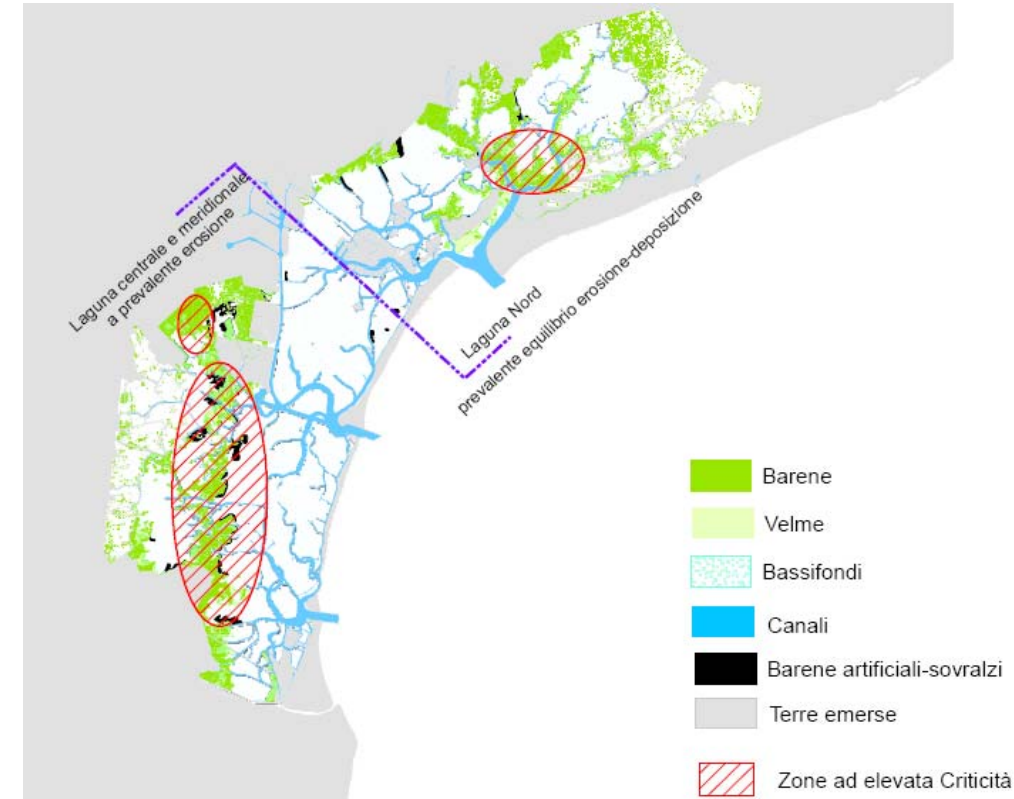 Laguna centrale e meridionale
a prevalente erosione
Laguna Nord
prevalente equilibrio erosione-deposizione
Barene
Velme
Bassifondi
Canali
Barene artificiali-sovralzi
Terre emerse
Zone ad elevata Criticità